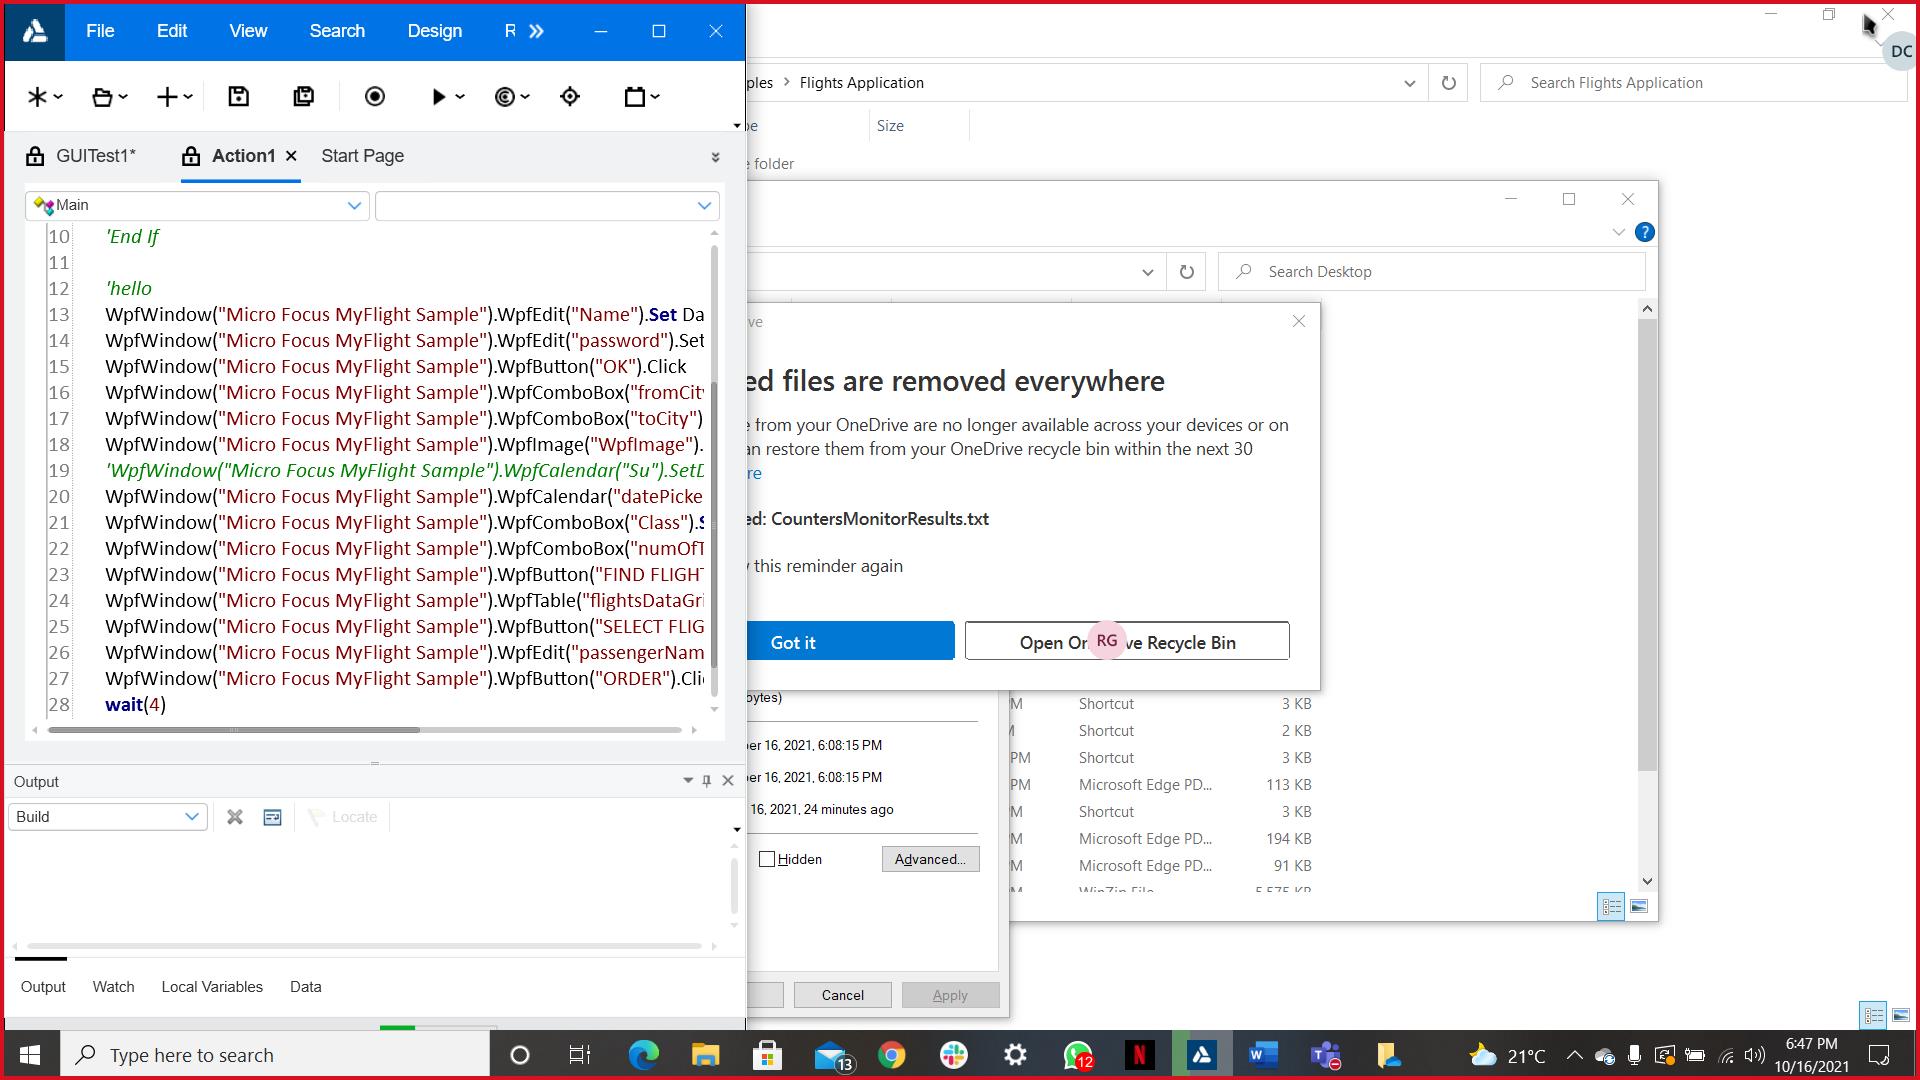 File Edit View Search Design R
GUITest1* Action1 Start Page
Main
10 'End If
11
12 'hello
13 WpfWindow("Micro Focus MyFlight Sample").WpfEdit("Name").Set Da
14 WpfWindow("Micro Focus MyFlight Sample").WpfEdit("password").Set
15 WpfWindow("Micro Focus MyFlight Sample").WpfButton("OK").Click
16 WpfWindow("Micro Focus MyFlight Sample").WpfComboBox("fromCity
17 WpfWindow("Micro Focus MyFlight Sample").WpfComboBox("toCity")
18 WpfWindow("Micro Focus MyFlight Sample").WpfImage("WpfImage").
19 'WpfWindow("Micro Focus MyFlight Sample").WpfCalendar("Su").SetD
20 WpfWindow("Micro Focus MyFlight Sample").WpfCalendar("datePicke
21 WpfWindow("Micro Focus MyFlight Sample").WpfComboBox("Class").S
22 WpfWindow("Micro Focus MyFlight Sample").WpfComboBox("numOfT
23 WpfWindow("Micro Focus MyFlight Sample").WpfButton("FIND FLIGHT
24 WpfWindow("Micro Focus MyFlight Sample").WpfTable("flightsDataGri
25 WpfWindow("Micro Focus MyFlight Sample").WpfButton("SELECT FLIG
26 WpfWindow("Micro Focus MyFlight Sample").WpfEdit("passengerNam
27 WpfWindow("Micro Focus MyFlight Sample").WpfButton("ORDER").Clic
28 wait(4)
Output
Build Locate
Output Watch Local Variables Data
DC
ples > Flights Application Search Flights Application
pe Size
e folder
?
Search Desktop
ve
ed files are removed everywhere
e from your OneDrive are no longer available across your devices or on
an restore them from your OneDrive recycle bin within the next 30
re
ed: CountersMonitorResults.txt
w this reminder again
Got it Open On RG ve Recycle Bin
bytes)
er 16, 2021, 6:08:15 PM
er 16, 2021, 6:08:15 PM
16, 2021, 24 minutes ago
Hidden Advanced...
Cancel Apply
M Shortcut 3 KB
M Shortcut 2 KB
PM Shortcut 3 KB
PM Microsoft Edge PD... 113 KB
M Shortcut 3 KB
M Microsoft Edge PD... 194 KB
M Microsoft Edge PD... 91 KB
M WinZip File 5,575 KB
Type here to search 13 12 N 21°C 6:47 PM
10/16/2021